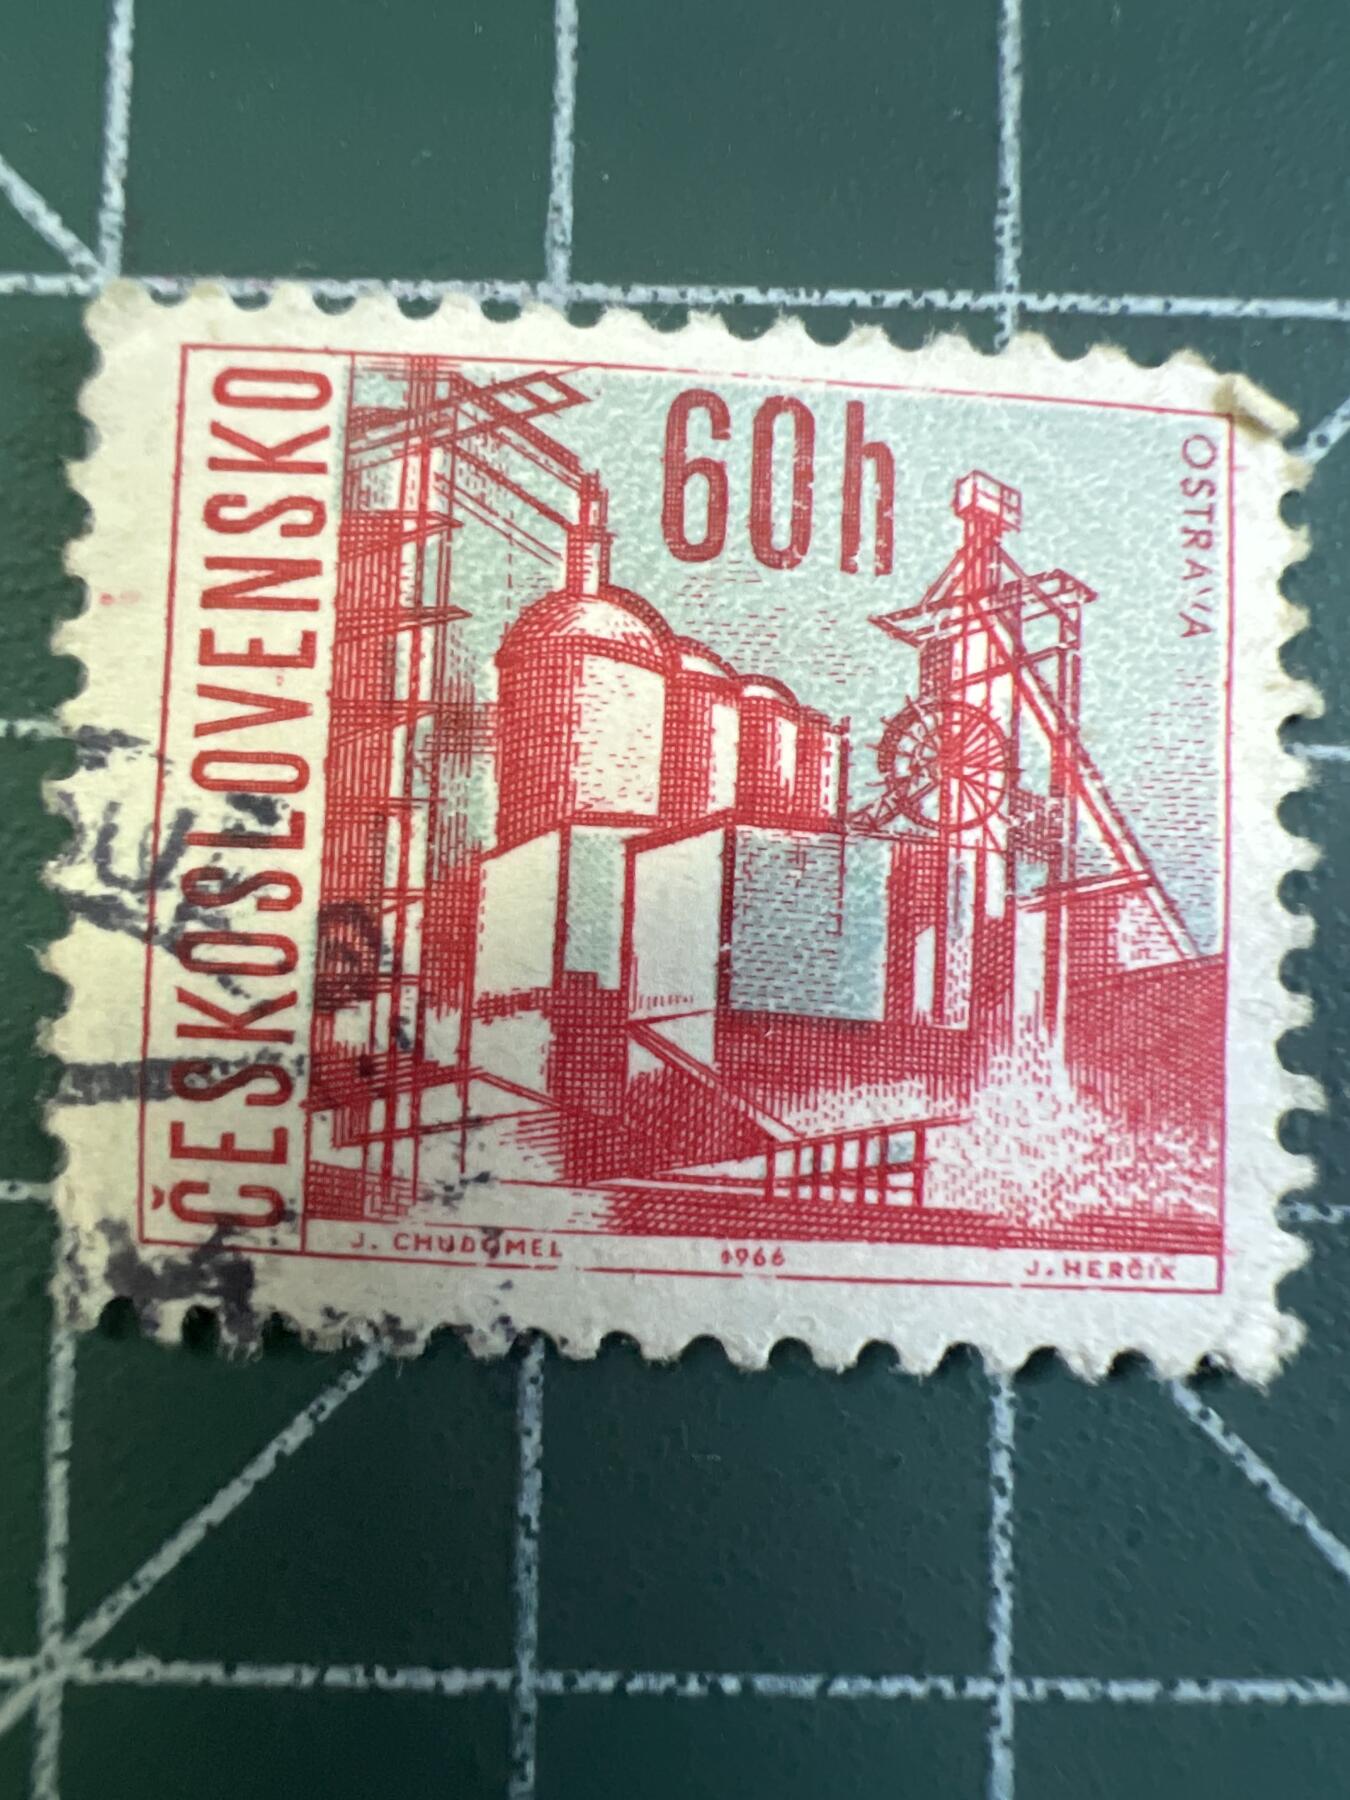 ČESKOSLOVENSKO
60h
OSTRAVA
J. CHUDOMEL 1966 J. HERČÍK